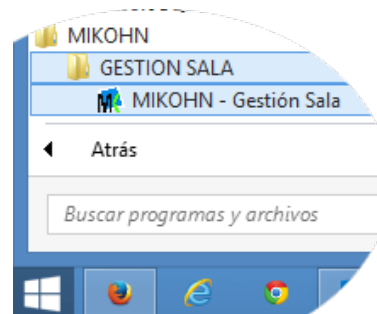 MIKOHN
GESTION SALA
MIKOHN - Gestión Sala
Atrás
Buscar programas y archivos